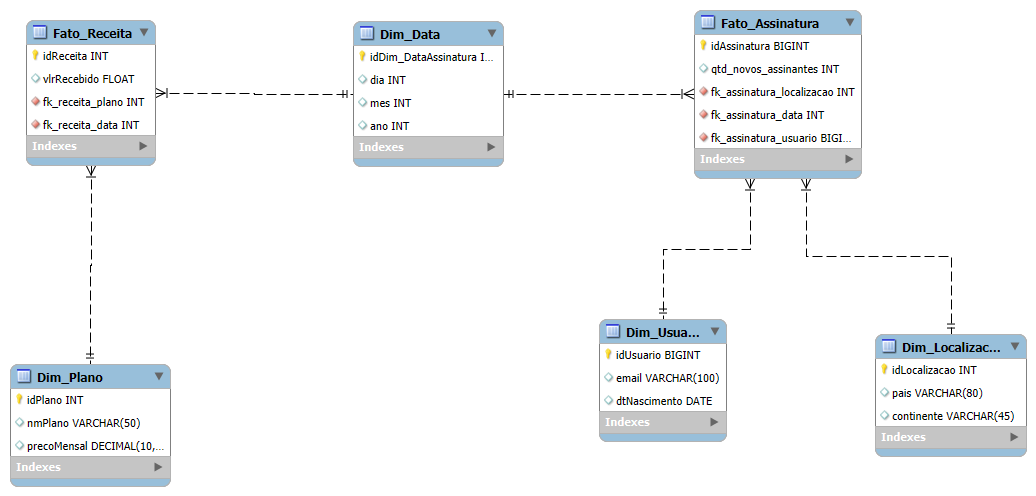 Fato_Receita
idReceita INT
vlrRecebido FLOAT
fk_receita_plano INT
fk_receita_data INT
Indexes
Dim_Data
idDim_DataAssinatura I...
dia INT
mes INT
ano INT
Indexes
Fato_Assinatura
idAssinatura BIGINT
qtd_novos_assinantes INT
fk_assinatura_localizacao INT
fk_assinatura_data INT
fk_assinatura_usuario BIGI...
Indexes
Dim_Plano
idPlano INT
nmPlano VARCHAR(50)
precoMensal DECIMAL(10,...
Indexes
Dim_Usua...
idUsuario BIGINT
email VARCHAR(100)
dtNascimento DATE
Indexes
Dim_Localizac...
idLocalizacao INT
pais VARCHAR(80)
continente VARCHAR(45)
Indexes